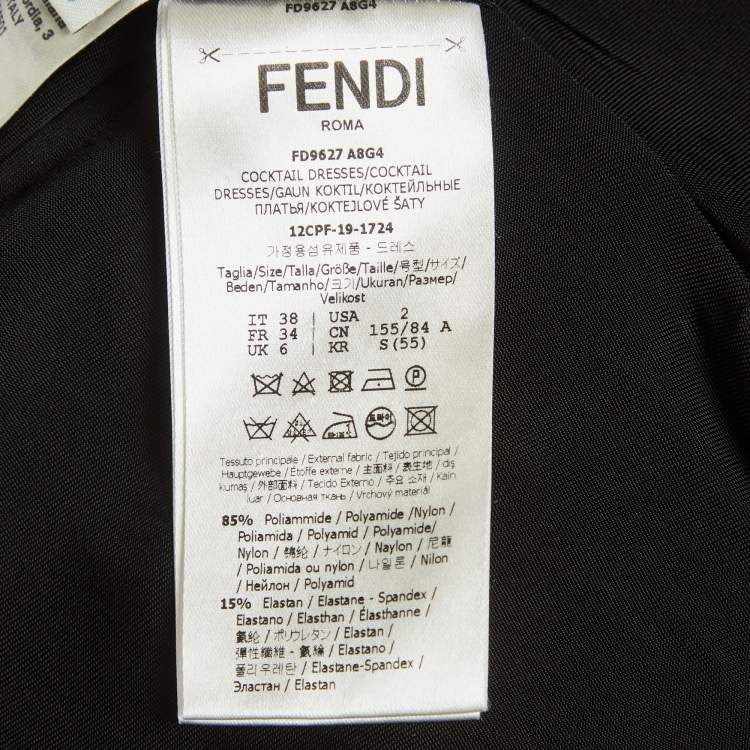 ITALY
ordia, 3
FD9627 A8G4
FENDI
ROMA
FD9627 A8G4
COCKTAIL DRESSES/COCKTAIL
DRESSES/GAUN KOKTIL/КОКТЕЙЛЬНЫЕ
ПЛАТЬЯ/KOKTEJLOVÉ ŠATY
12CPF-19-1724
가정용섬유제품 - 드레스
Taglia/Size/Talla/Größe/Taille/号型/サイズ/
Beden/Tamanho/크기/Ukuran/Размер/
Velikost
IT 38 | USA 2
FR 34 | CN 155/84 A
UK 6 | KR S(55)
드라이
Tessuto principale / External fabric / Tejido principal /
Hauptgewebe / Étoffe externe / 主面料 / 表生地 / diş
kumaş / 外部面料 / Tecido Externo / 주요 소재 / Kain
luar / Основная ткань / Vrchový materiál
85% Poliammide / Polyamide /Nylon /
Poliamida / Polyamid / Polyamide/
Nylon / 锦纶 / ナイロン / Naylon / 尼龍
/ Poliamida ou nylon / 나일론 / Nilon
/ Нейлон / Polyamid
15% Elastan / Elastane - Spandex /
Elastano / Elasthan / Élasthanne /
氨纶 / ポリウレタン / Elastan /
彈性纖維 - 氨綸 / Elastano /
폴리우레탄 / Elastane-Spandex /
Эластан / Elastan